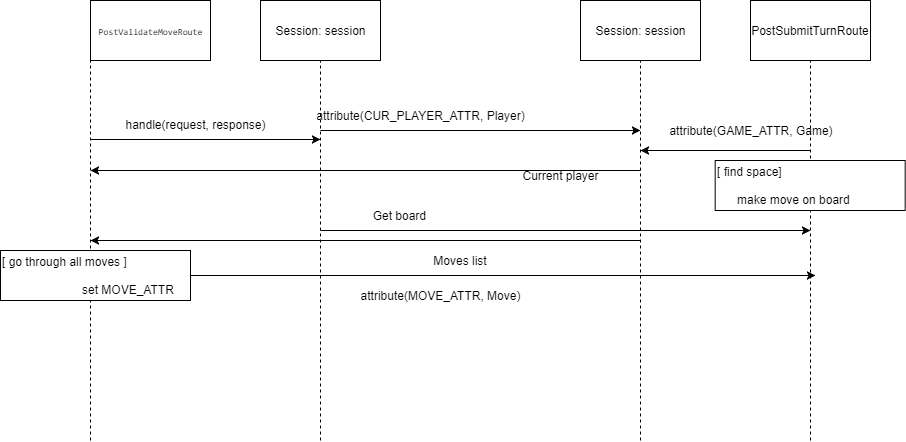 PostValidateMoveRoute
Session: session
Session: session
PostSubmitTurnRoute
attribute(CUR_PLAYER_ATTR, Player)
handle(request, response)
attribute(GAME_ATTR, Game)
Current player
[ find space]
make move on board
Get board
[ go through all moves ]
Moves list
set MOVE_ATTR
attribute(MOVE_ATTR, Move)